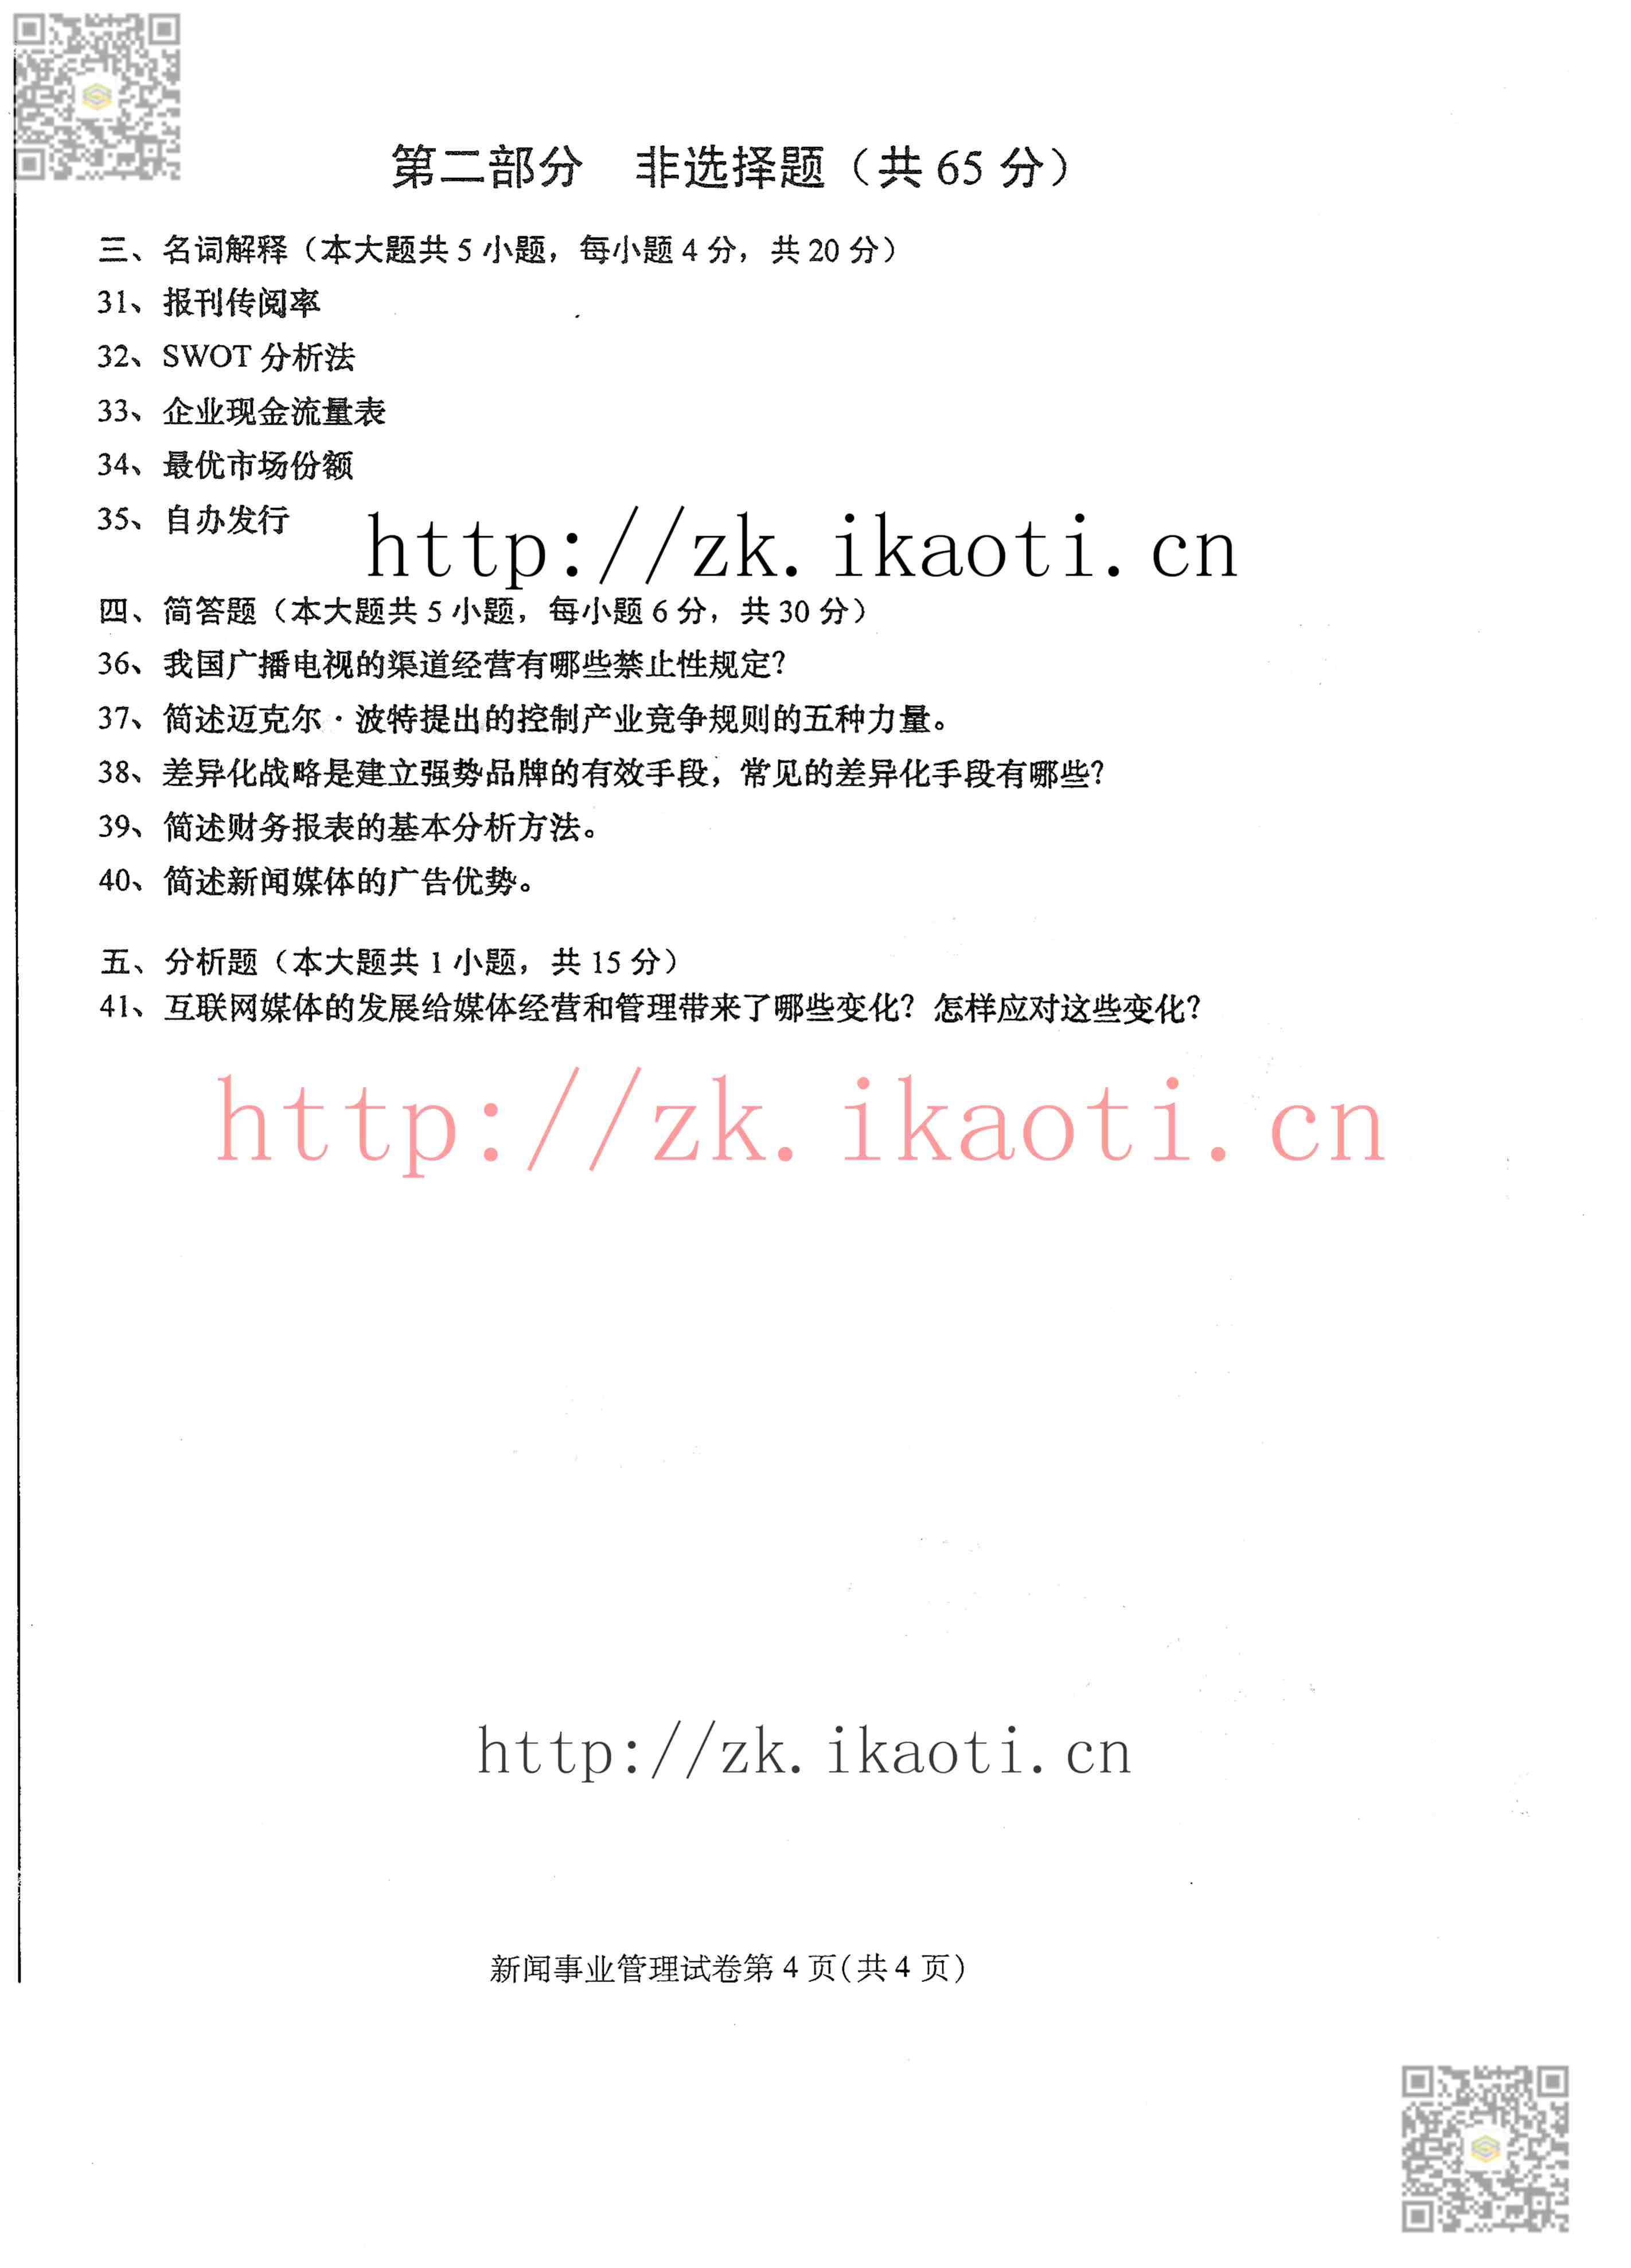 第二部分 非选择题（共 65 分）
三、名词解释（本大题共 5 小题，每小题 4 分，共 20 分）
31、报刊传阅率
32、SWOT 分析法
33、企业现金流量表
34、最优市场份额
35、自办发行
http://zk.ikaoti.cn
四、简答题（本大题共 5 小题，每小题 6 分，共 30 分）
36、我国广播电视的渠道经营有哪些禁止性规定？
37、简述迈克尔·波特提出的控制产业竞争规则的五种力量。
38、差异化战略是建立强势品牌的有效手段，常见的差异化手段有哪些？
39、简述财务报表的基本分析方法。
40、简述新闻媒体的广告优势。
五、分析题（本大题共 1 小题，共 15 分）
41、互联网媒体的发展给媒体经营和管理带来了哪些变化？怎样应对这些变化？
http://zk.ikaoti.cn
http://zk.ikaoti.cn
新闻事业管理试卷第 4 页(共 4 页)